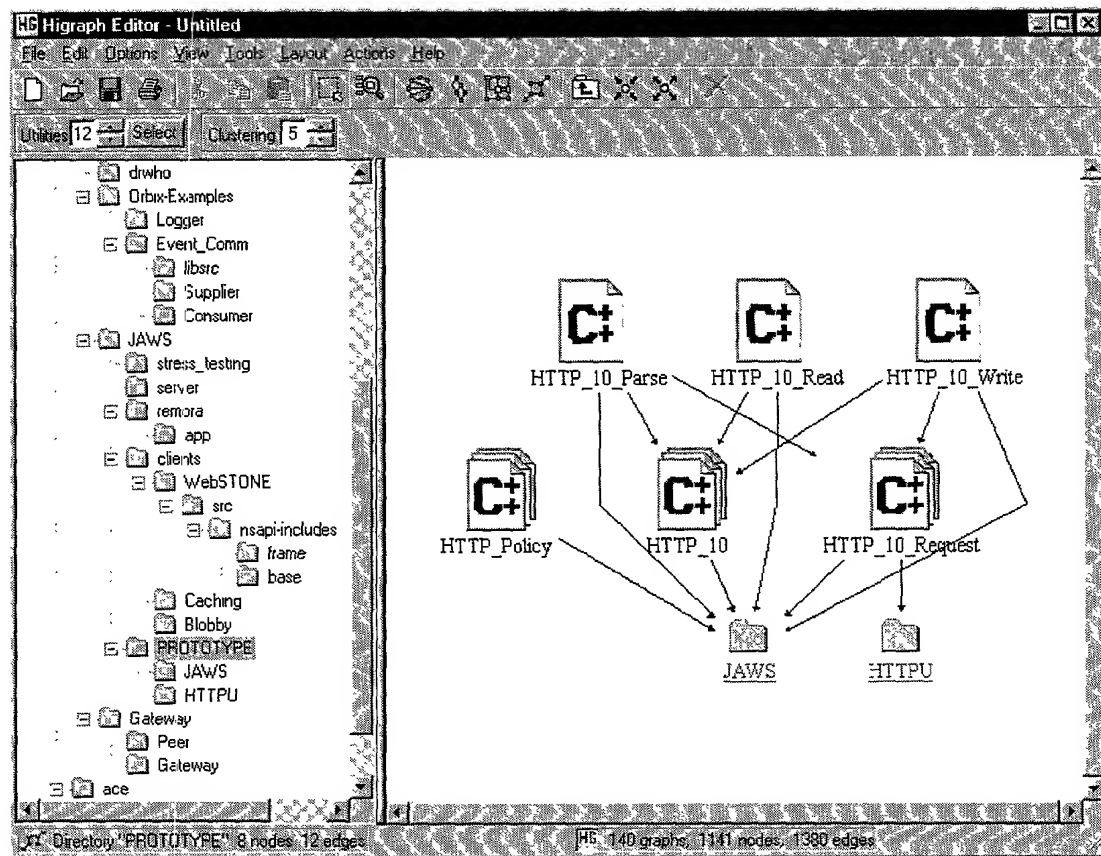 HG Higraph Editor - Untitled
File Edit Options View Tools Layout Actions Help
Utilities 12 Select Clustering 5
drwho
Orbix-Examples
Logger
Event_Comm
libsrc
Supplier
Consumer
JAWS
stress_testing
server
remora
app
clients
WebSTONE
src
nsapi-includes
frame
base
Caching
Blobby
PROTOTYPE
JAWS
HTTPU
Gateway
Peer
Gateway
ace
C++ C++ C++
HTTP_10_Parse HTTP_10_Read HTTP_10_Write
C++ C++ C++
HTTP_Policy HTTP_10 HTTP_10_Request
JAWS HTTPU
Directory "PROTOTYPE" 8 nodes 12 edges HG 140 graphs, 1141 nodes, 1380 edges